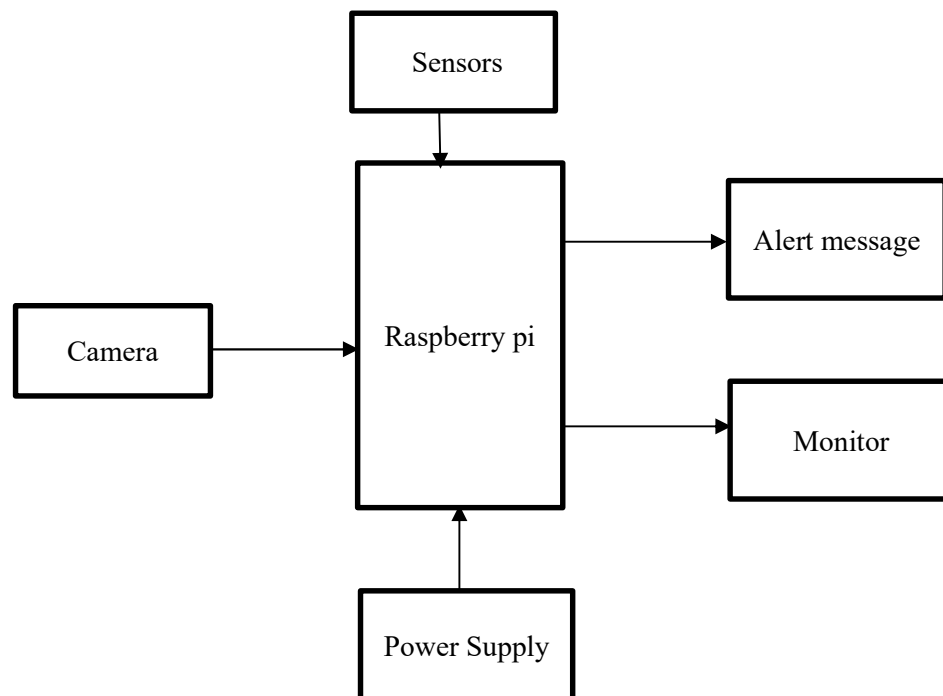 Sensors
Alert message
Raspberry pi
Camera
Monitor
Power Supply